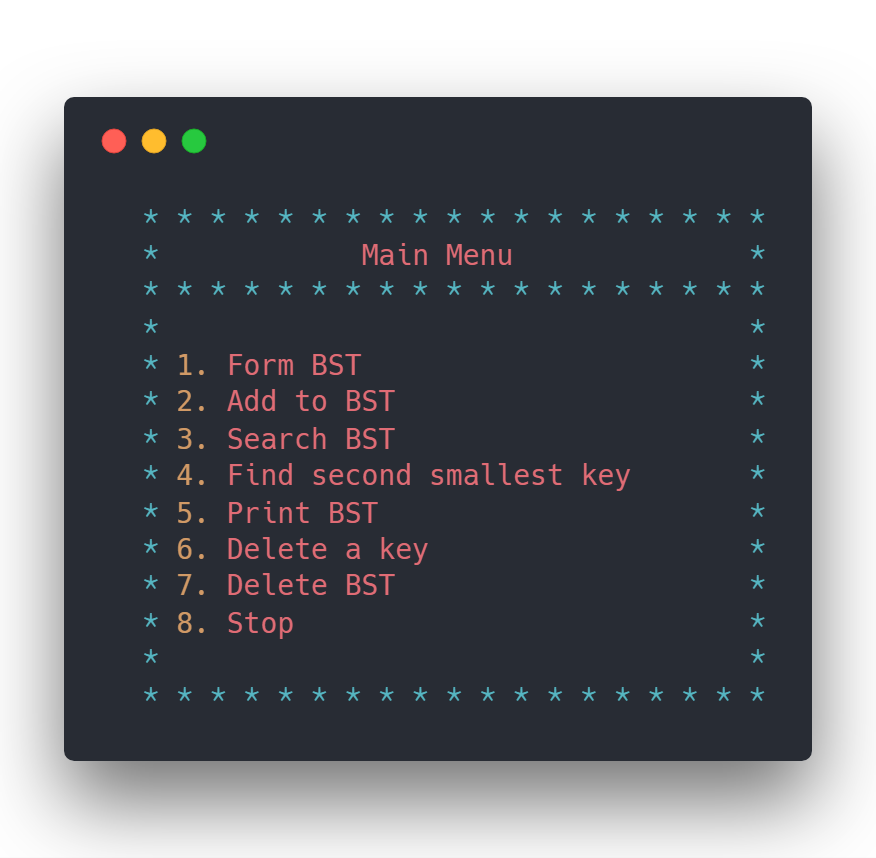 * * * * * * * * * * * * * * * * * * *
*            Main Menu              *
* * * * * * * * * * * * * * * * * * *
*                                   *
* 1. Form BST                       *
* 2. Add to BST                     *
* 3. Search BST                     *
* 4. Find second smallest key       *
* 5. Print BST                      *
* 6. Delete a key                   *
* 7. Delete BST                     *
* 8. Stop                           *
*                                   *
* * * * * * * * * * * * * * * * * * *